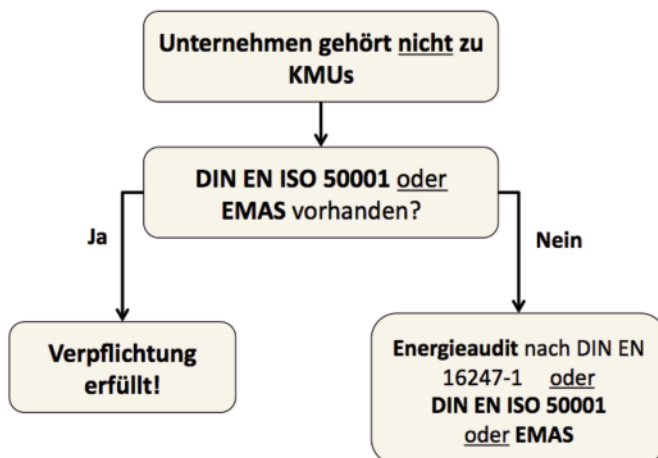 Unternehmen gehört nicht zu
KMUs
DIN EN ISO 50001 oder
EMAS vorhanden?
Ja
Nein
Verpflichtung
erfüllt!
Energieaudit nach DIN EN
16247-1 oder
DIN EN ISO 50001
oder EMAS